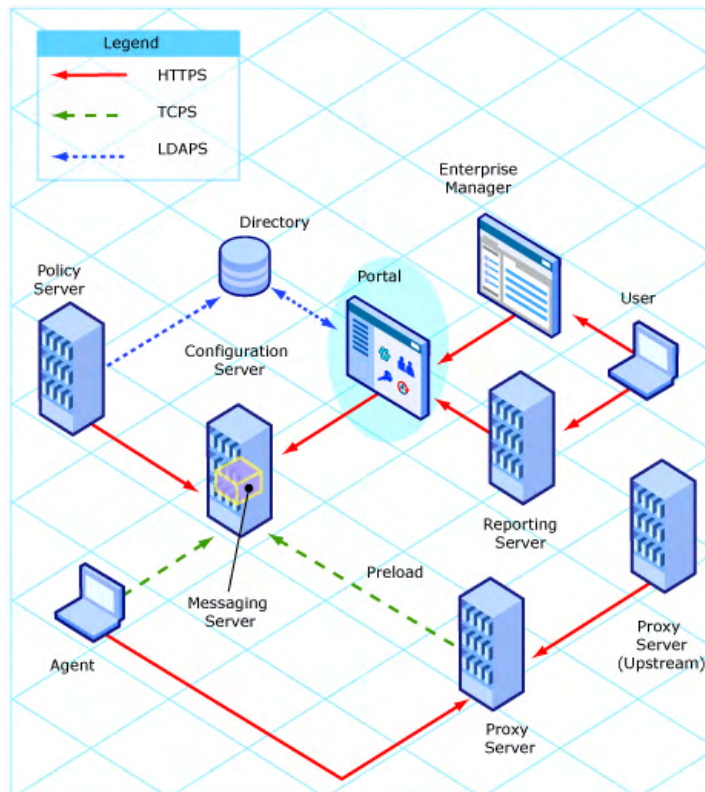 Legend
HTTPS
TCPS
LDAPS
Enterprise
Manager
Directory
Policy
Server
Portal
User
Configuration
Server
Reporting
Server
Preload
Messaging
Server
Proxy
Server
(Upstream)
Agent
Proxy
Server